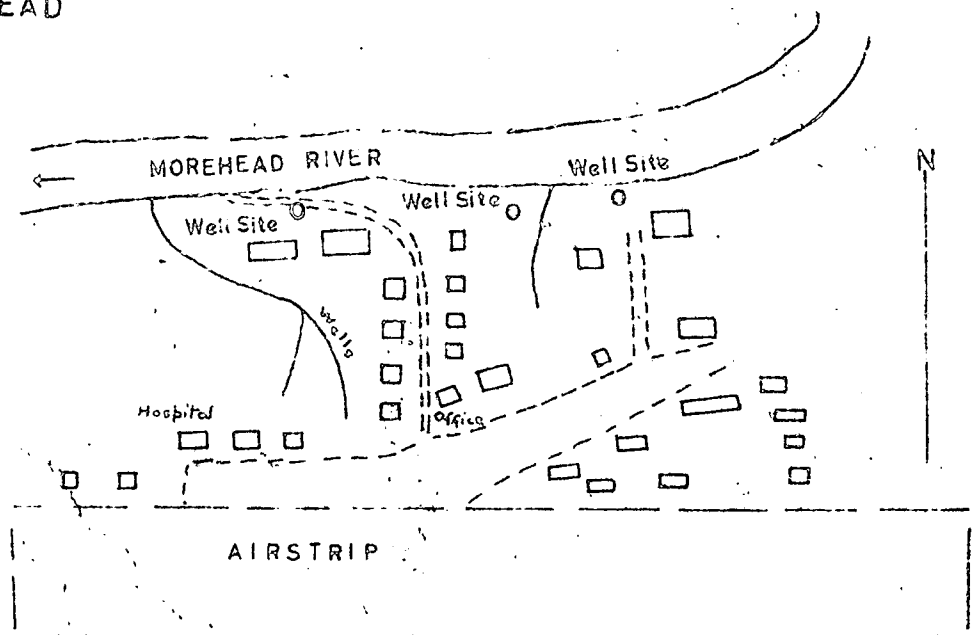 EAD
MOREHEAD RIVER
Well Site
Well Site
Well Site
N
Wells
Hospital
Office
AIRSTRIP